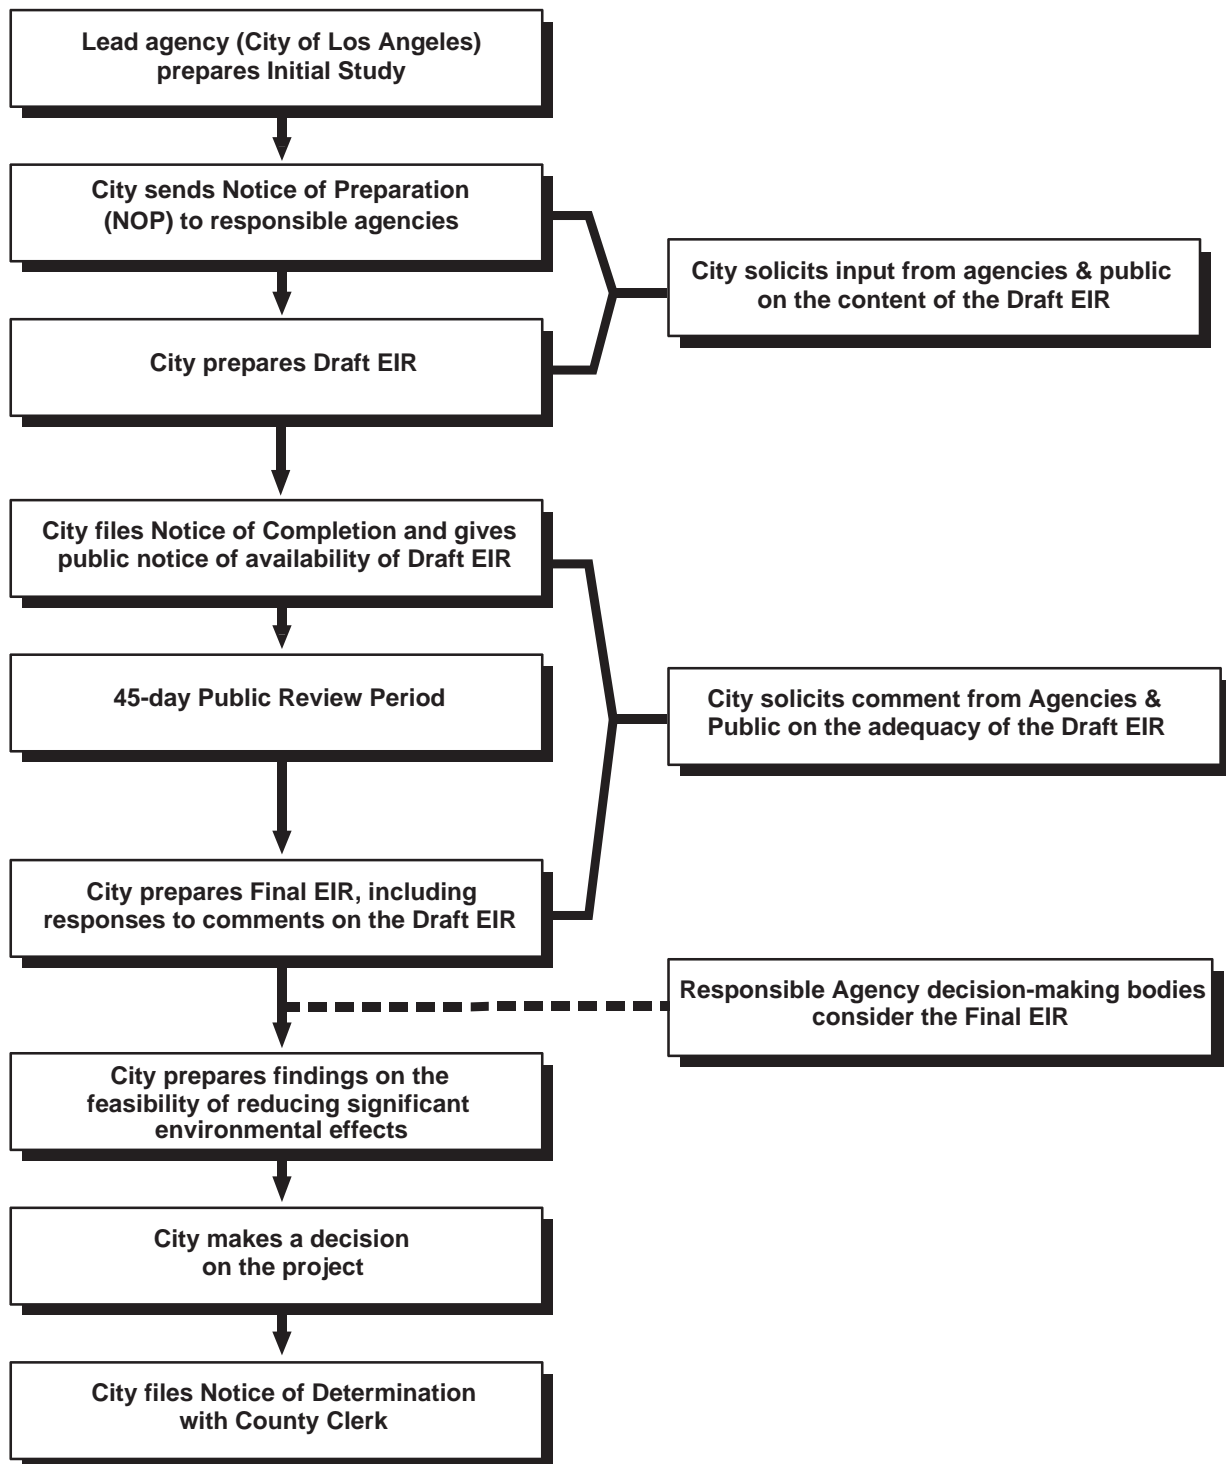 Lead agency (City of Los Angeles)
prepares Initial Study
City sends Notice of Preparation
(NOP) to responsible agencies
City solicits input from agencies & public
on the content of the Draft EIR
City prepares Draft EIR
City files Notice of Completion and gives
public notice of availability of Draft EIR
45-day Public Review Period
City solicits comment from Agencies &
Public on the adequacy of the Draft EIR
City prepares Final EIR, including
responses to comments on the Draft EIR
Responsible Agency decision-making bodies
consider the Final EIR
City prepares findings on the
feasibility of reducing significant
environmental effects
City makes a decision
on the project
City files Notice of Determination
with County Clerk